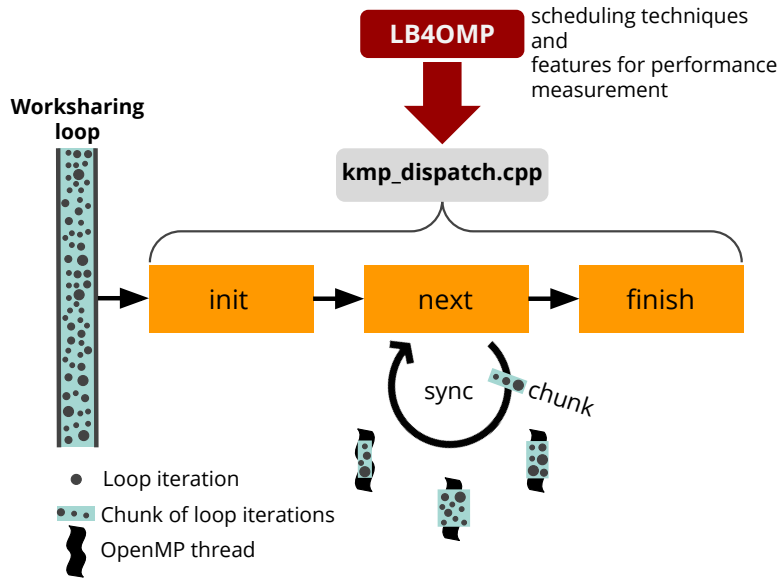 LB4OMP
scheduling techniques
and
features for performance
measurement
Worksharing
loop
kmp_dispatch.cpp
init
next
finish
sync
chunk
Loop iteration
Chunk of loop iterations
OpenMP thread